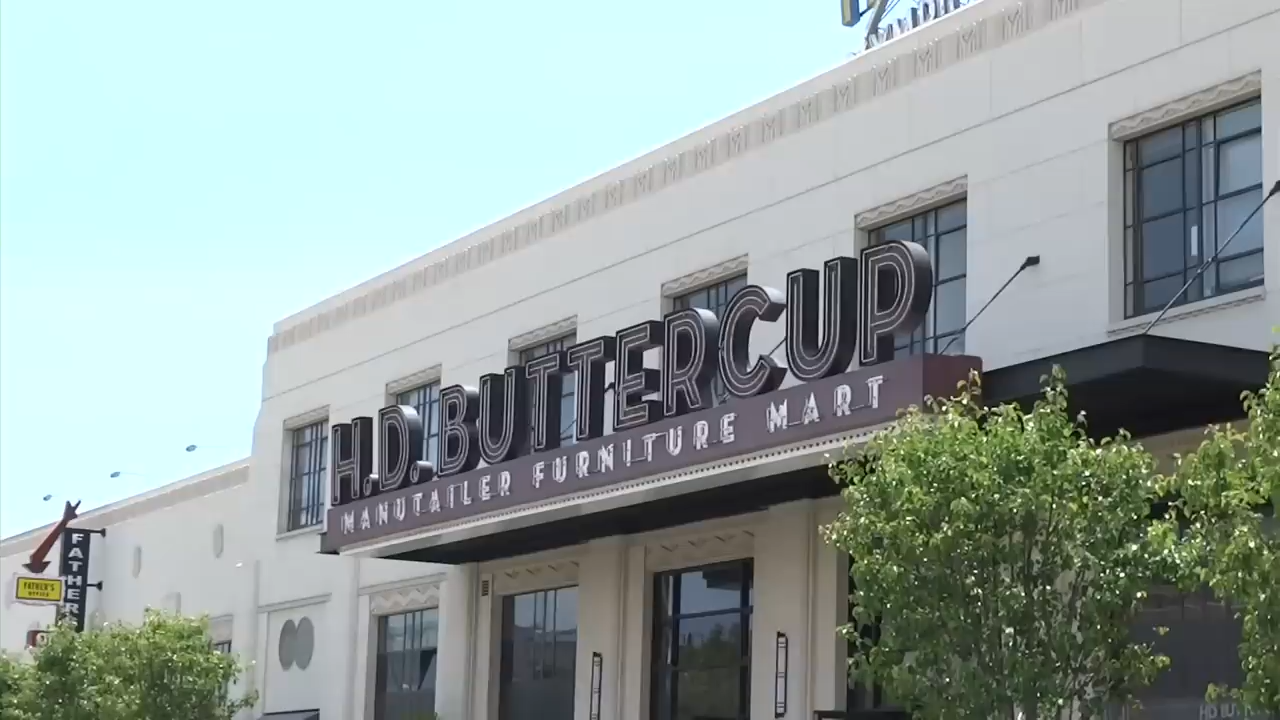 H.D. BUTTERCUP
MANUTAILER FURNITURE MART
FATHER
FATHER'S
OFFICE